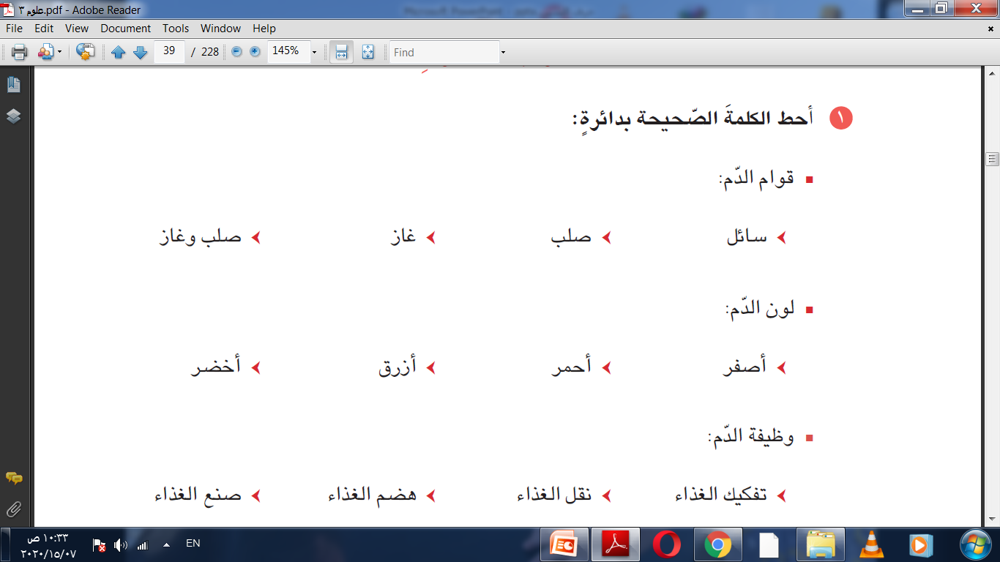 علوم ٣.pdf - Adobe Reader
File Edit View Document Tools Window Help
39 / 228 145% Find
١ أحط الكلمةَ الصّحيحة بدائرةٍ:
قوام الدّم:
سائل صلب غاز صلب وغاز
لون الدّم:
أصفر أحمر أزرق أخضر
وظيفة الدّم:
تفكيك الغذاء نقل الغذاء هضم الغذاء صنع الغذاء
١٠:٣٣ ص
EN
٢٠٢٠/١٥/٠٧